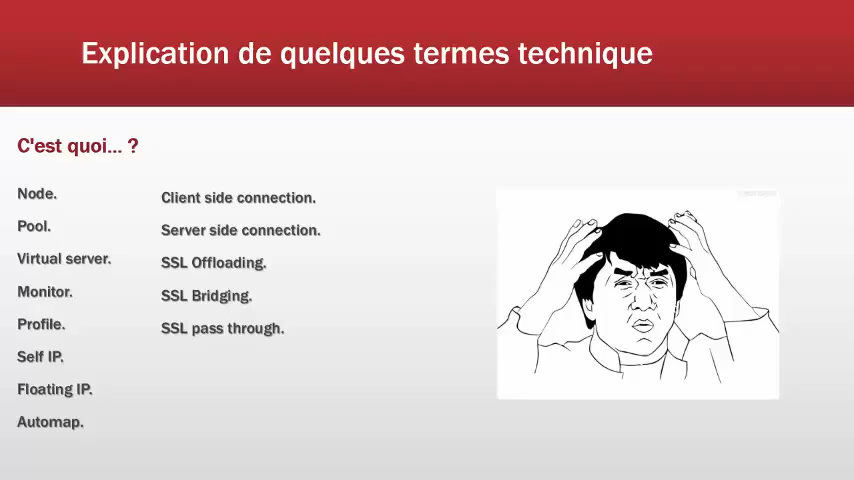 Explication de quelques termes technique
C'est quoi... ?
Node.
Pool.
Virtual server.
Monitor.
Profile.
Self IP.
Floating IP.
Automap.
Client side connection.
Server side connection.
SSL Offloading.
SSL Bridging.
SSL pass through.